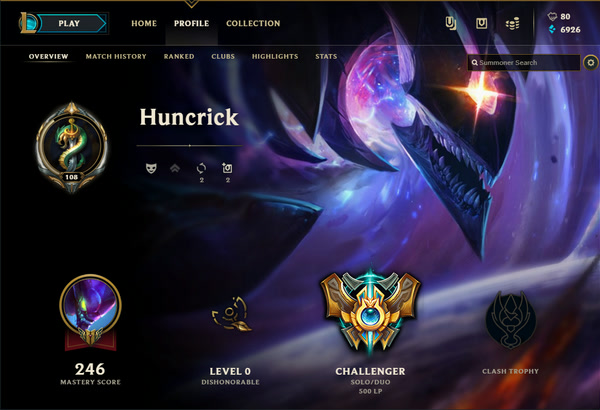 PLAY
HOME
PROFILE
COLLECTION
80
6926
OVERVIEW
MATCH HISTORY
RANKED
CLUBS
HIGHLIGHTS
STATS
Summoner Search
Huncrick
108
2
2
246
MASTERY SCORE
LEVEL 0
DISHONORABLE
CHALLENGER
SOLO/DUO
500 LP
CLASH TROPHY